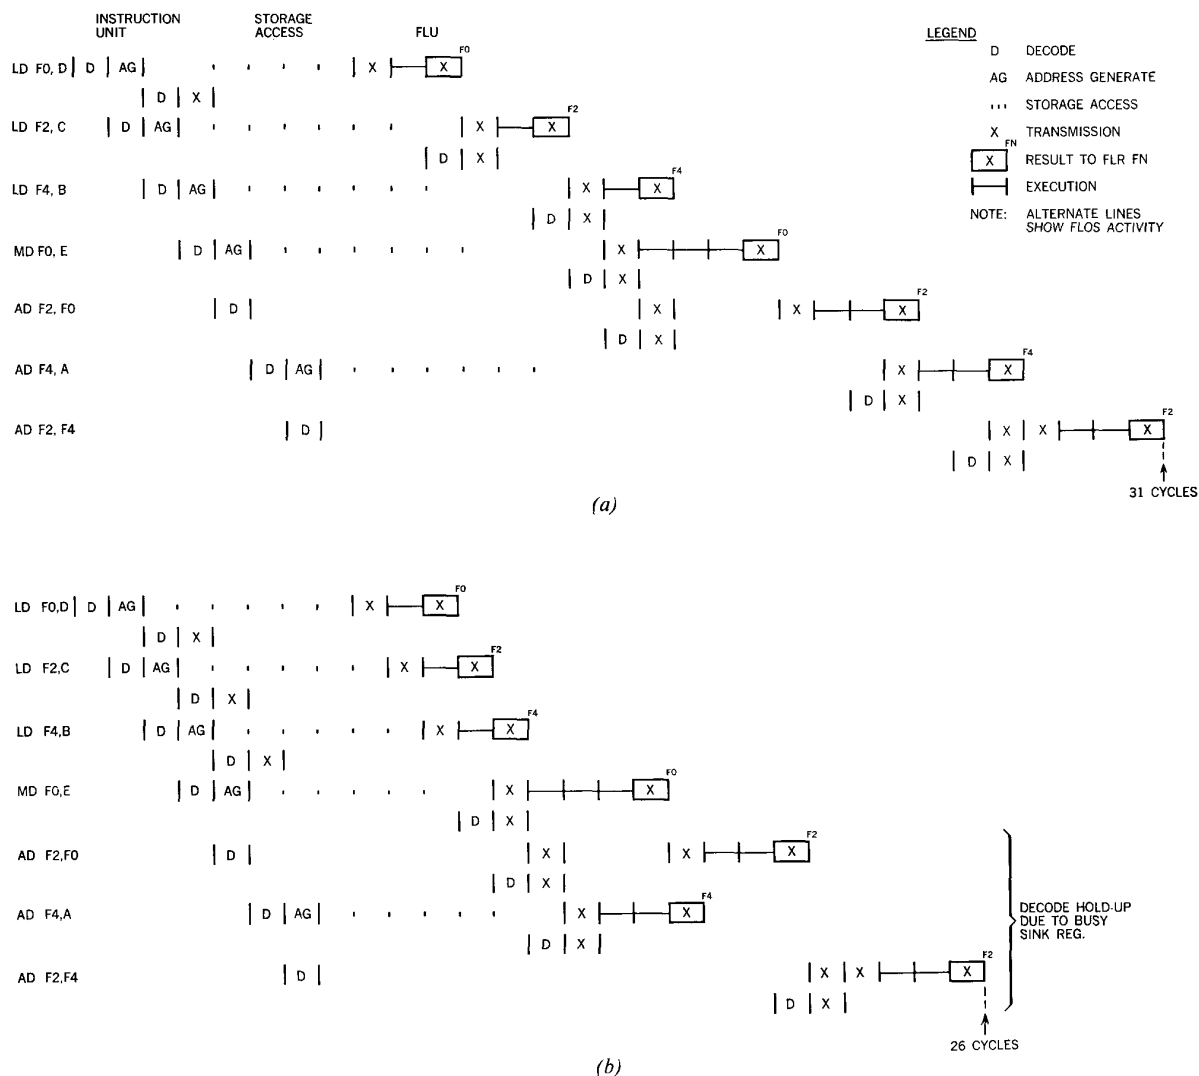 INSTRUCTION UNIT STORAGE ACCESS FLU
LEGEND
D DECODE
AG ADDRESS GENERATE
STORAGE ACCESS
X TRANSMISSION
X FN RESULT TO FLR FN
EXECUTION
NOTE: ALTERNATE LINES
SHOW FLOS ACTIVITY
LD F0, D D AG X X F0
D X
LD F2, C D AG X X F2
D X
LD F4, B D AG X X F4
D X
MD F0, E D AG X X F0
D X
AD F2, F0 D X X X F2
D X
AD F4, A D AG X X F4
D X
AD F2, F4 D X X X F2
D X
31 CYCLES
(a)
LD F0,D D AG X X F0
D X
LD F2,C D AG X X F2
D X
LD F4,B D AG X X F4
D X
MD F0,E D AG X X F0
D X
AD F2,F0 D X X X F2
D X
AD F4,A D AG X X F4
D X
AD F2,F4 D X X X F2
D X
DECODE HOLD-UP
DUE TO BUSY
SINK REG.
26 CYCLES
(b)